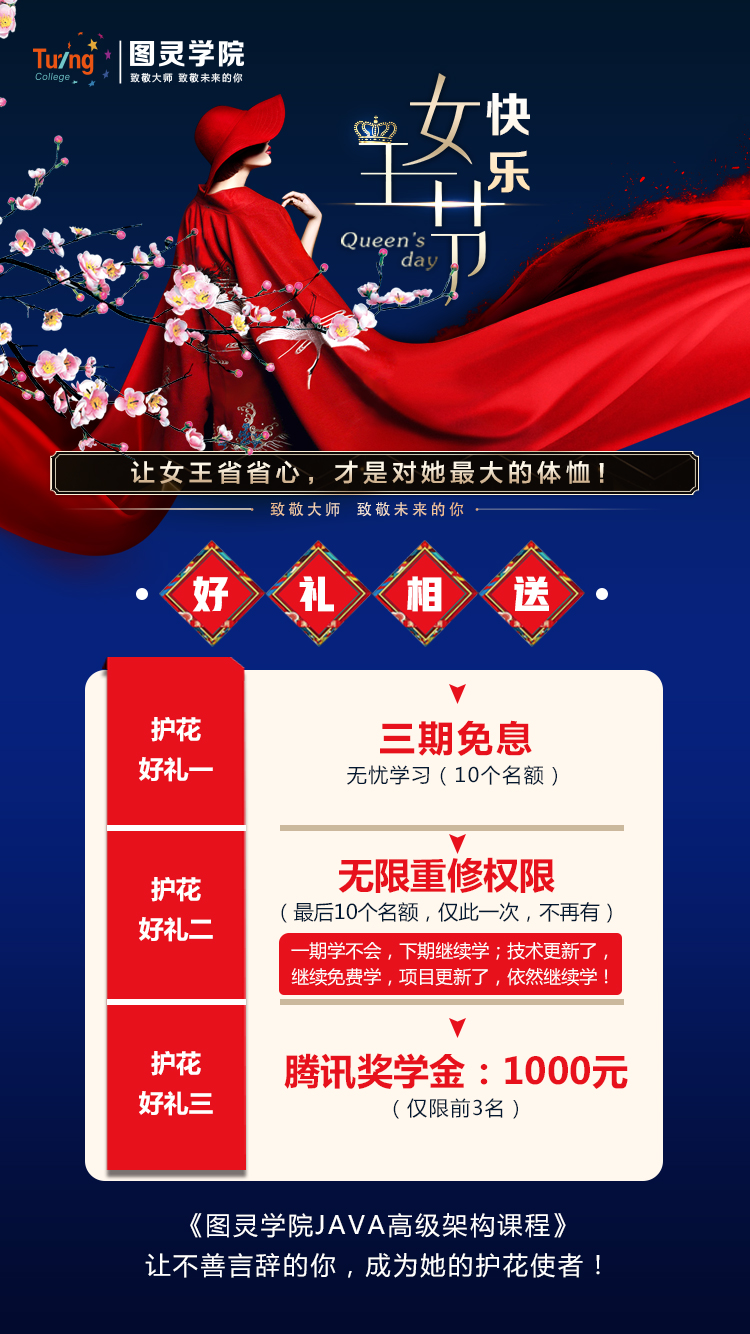 Turing
College
图灵学院
致敬大师 致敬未来的你
女王节
快乐
Queen's
day
让女王省省心，才是对她最大的体恤！
致敬大师 致敬未来的你
好礼相送
护花
好礼一
三期免息
无忧学习（10个名额）
护花
好礼二
无限重修权限
（最后10个名额，仅此一次，不再有）
一期学不会，下期继续学；技术更新了，
继续免费学，项目更新了，依然继续学！
护花
好礼三
腾讯奖学金：1000元
（仅限前3名）
《图灵学院JAVA高级架构课程》
让不善言辞的你，成为她的护花使者！